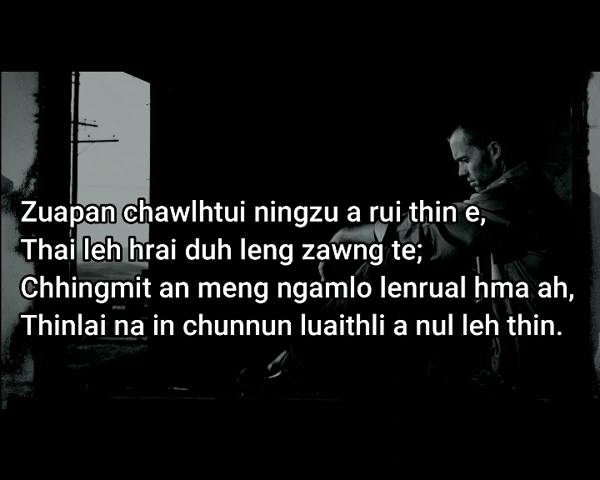 Zuapan chawlhtui ningzu a rui thin e,
Thai leh hrai duh leng zawng te;
Chhingmit an meng ngamlo lenrual hma ah,
Thinlai na in chunnun luaithli a nul leh thin.